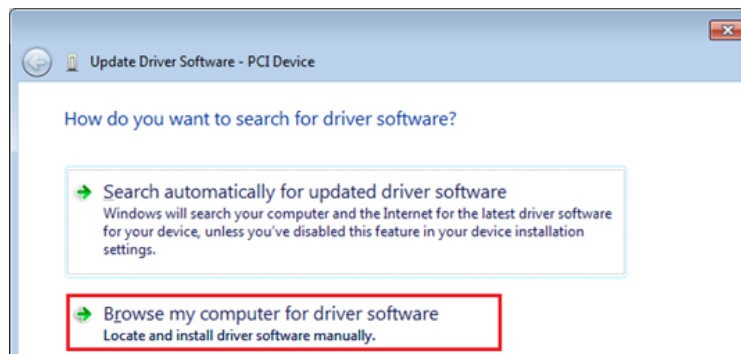 Update Driver Software - PCI Device
How do you want to search for driver software?
Search automatically for updated driver software
Windows will search your computer and the Internet for the latest driver software
for your device, unless you've disabled this feature in your device installation
settings.
Browse my computer for driver software
Locate and install driver software manually.